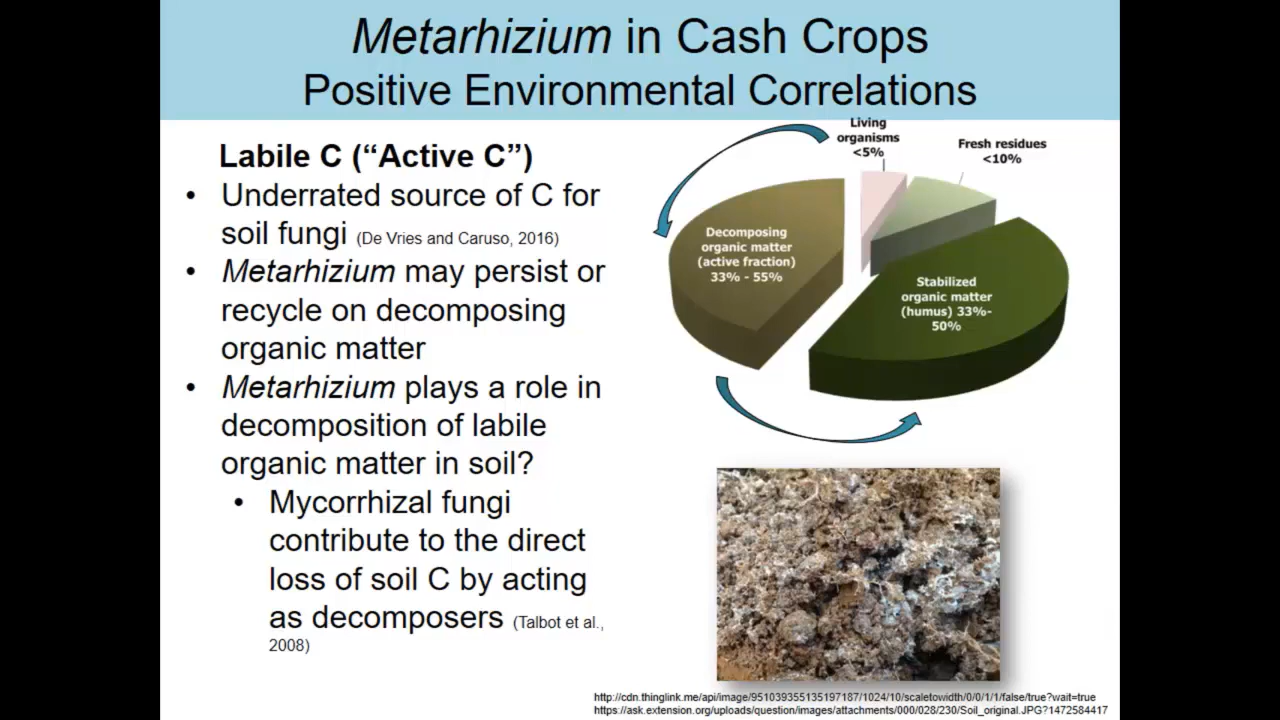 Metarhizium in Cash Crops
Positive Environmental Correlations
Labile C (“Active C”)
• Underrated source of C for
soil fungi (De Vries and Caruso, 2016)
• Metarhizium may persist or
recycle on decomposing
organic matter
• Metarhizium plays a role in
decomposition of labile
organic matter in soil?
• Mycorrhizal fungi
contribute to the direct
loss of soil C by acting
as decomposers (Talbot et al.,
2008)
Living
organisms
<5%
Fresh residues
<10%
Decomposing
organic matter
(active fraction)
33% - 55%
Stabilized
organic matter
(humus) 33%-
50%
http://cdn.thinglink.me/api/image/951039355135197187/1024/10/scaletowidth/0/0/1/1/false/true?wait=true
https://ask.extension.org/uploads/question/images/attachments/000/028/230/Soil_original.JPG?1472584417